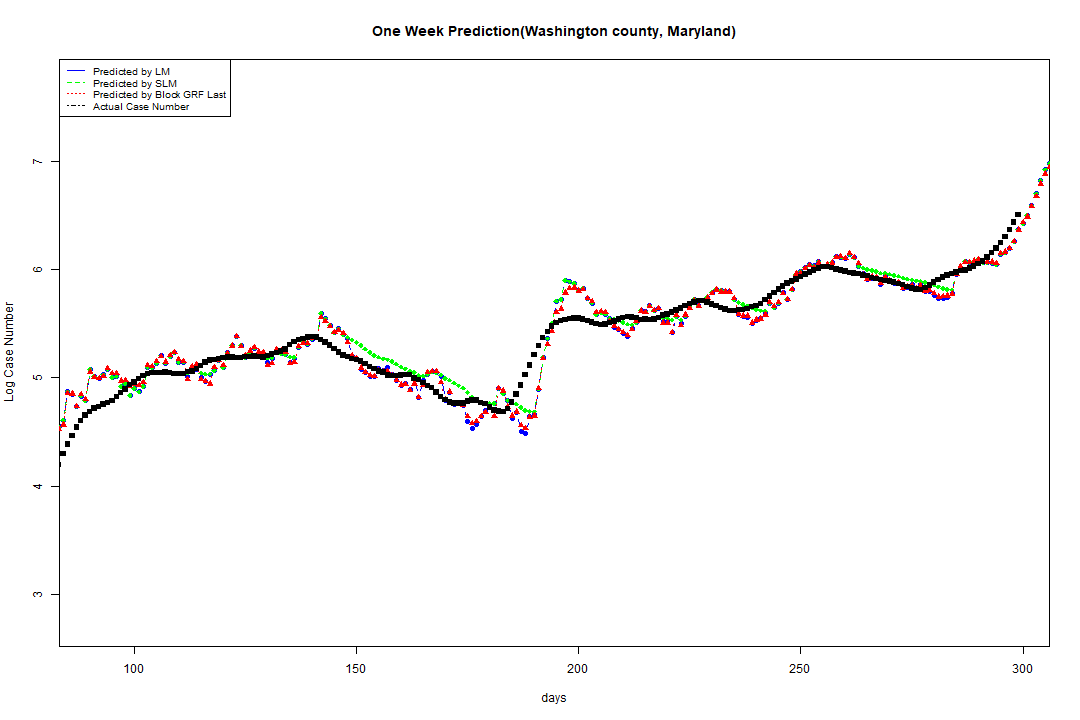 One Week Prediction(Washington county, Maryland)
Predicted by LM
Predicted by SLM
Predicted by Block GRF Last
Actual Case Number
Log Case Number
7
6
5
4
3
100 150 200 250 300
days